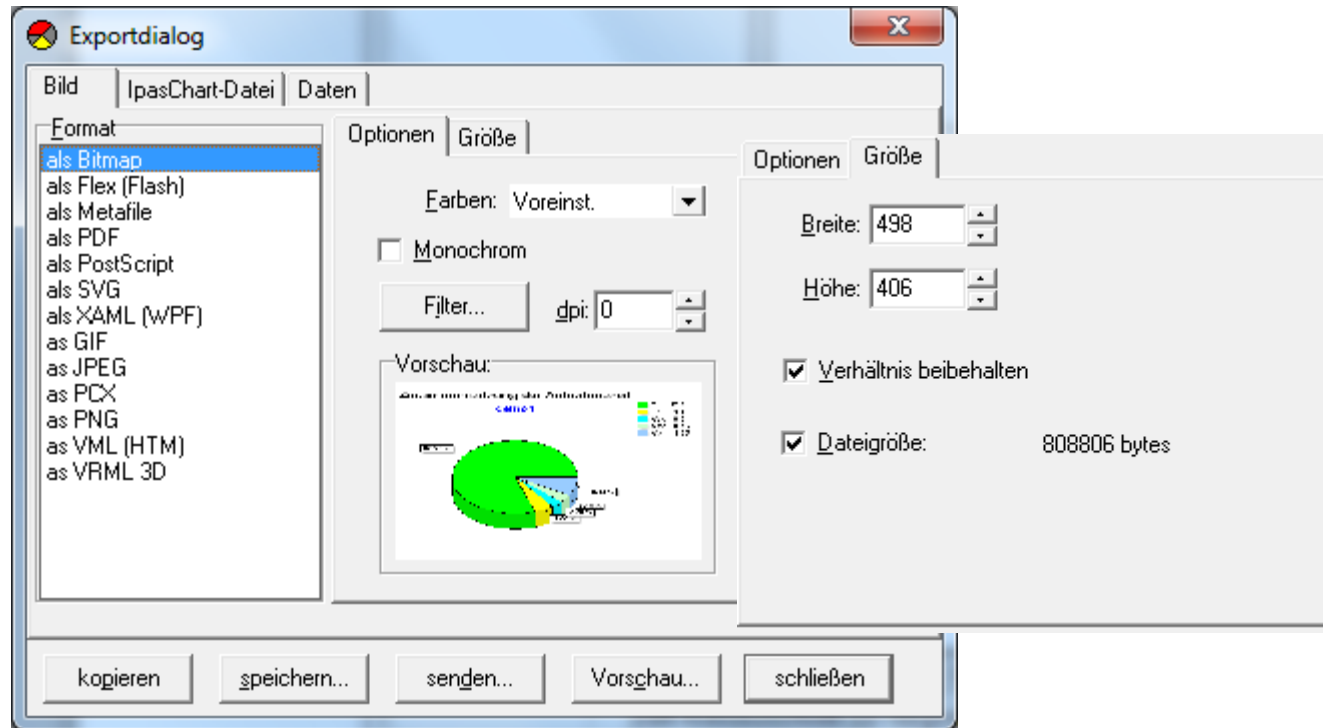 Exportdialog
Bild IpasChart-Datei Daten
Format
als Bitmap
als Flex (Flash)
als Metafile
als PDF
als PostScript
als SVG
als XAML (WPF)
as GIF
as JPEG
as PCX
as PNG
as VML (HTM)
as VRML 3D
Optionen Größe
Farben: Voreinst.
Monochrom
Filter... dpi: 0
Vorschau:
Optionen Größe
Breite: 498
Höhe: 406
Verhältnis beibehalten
Dateigröße: 808806 bytes
kopieren speichern... senden... Vorschau... schließen